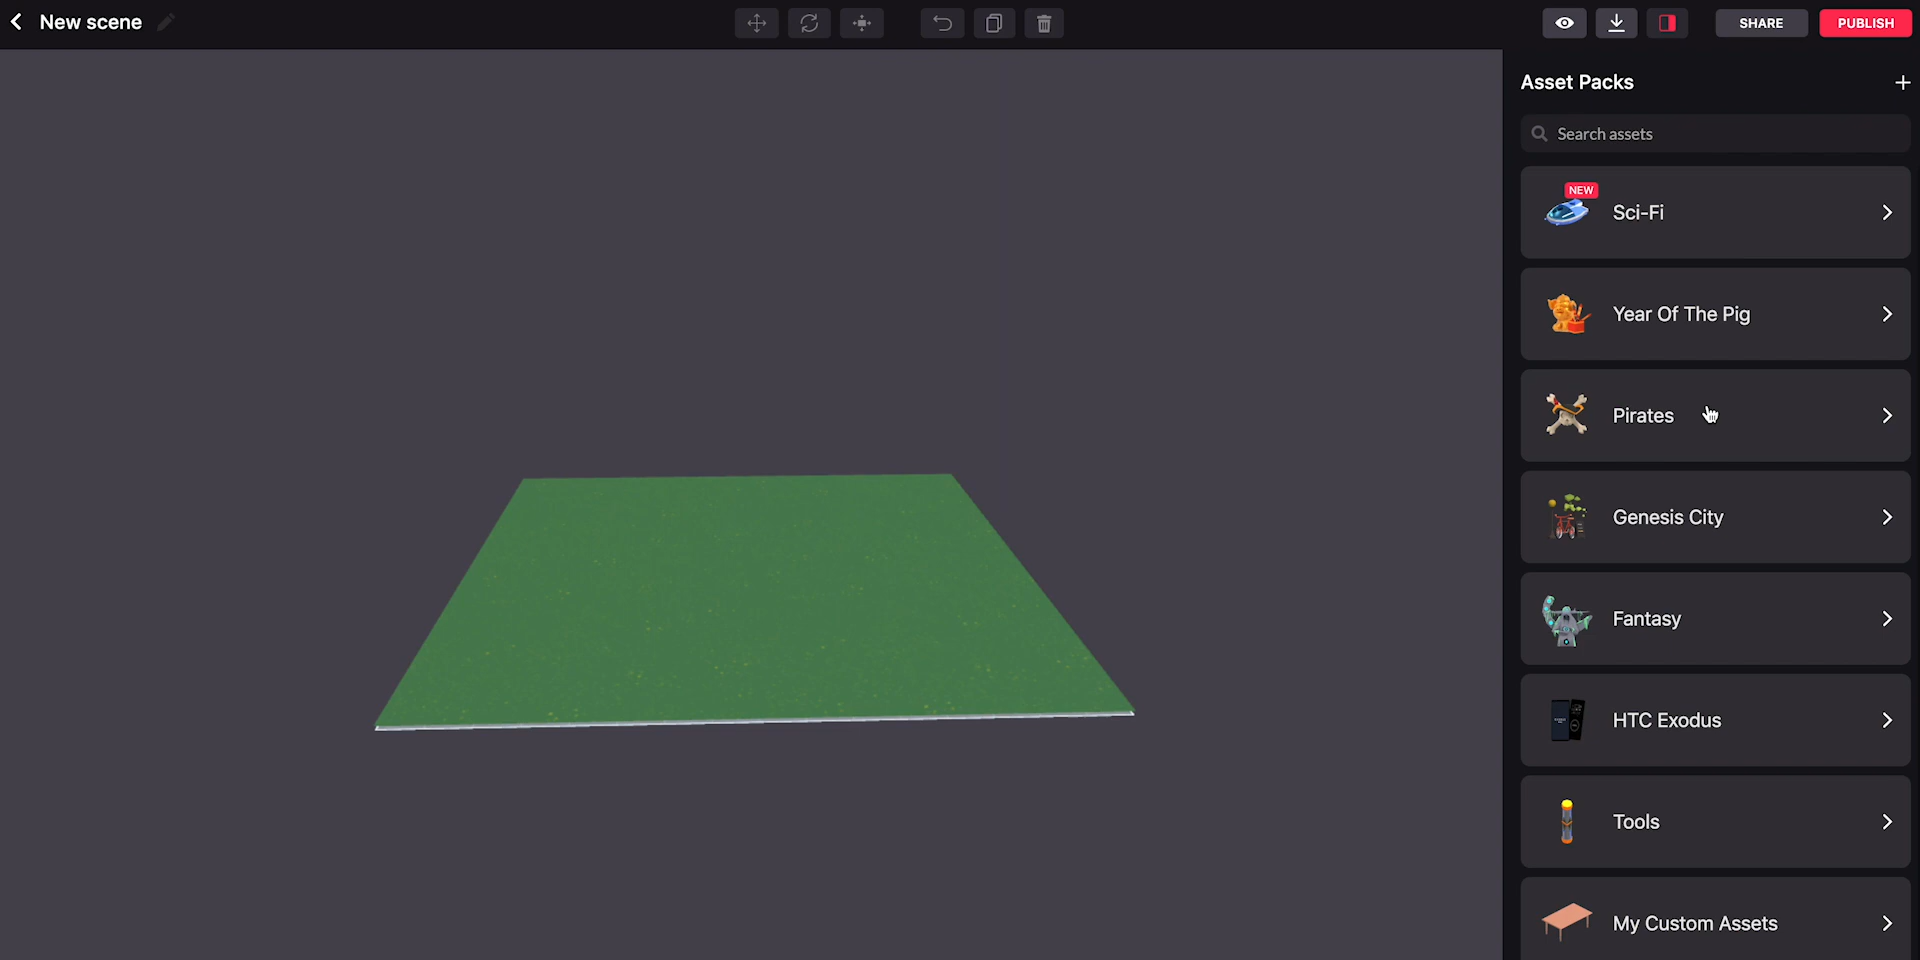 New scene
SHARE
PUBLISH
Asset Packs
Search assets
NEW
Sci-Fi
Year Of The Pig
Pirates
Genesis City
Fantasy
HTC Exodus
Tools
My Custom Assets